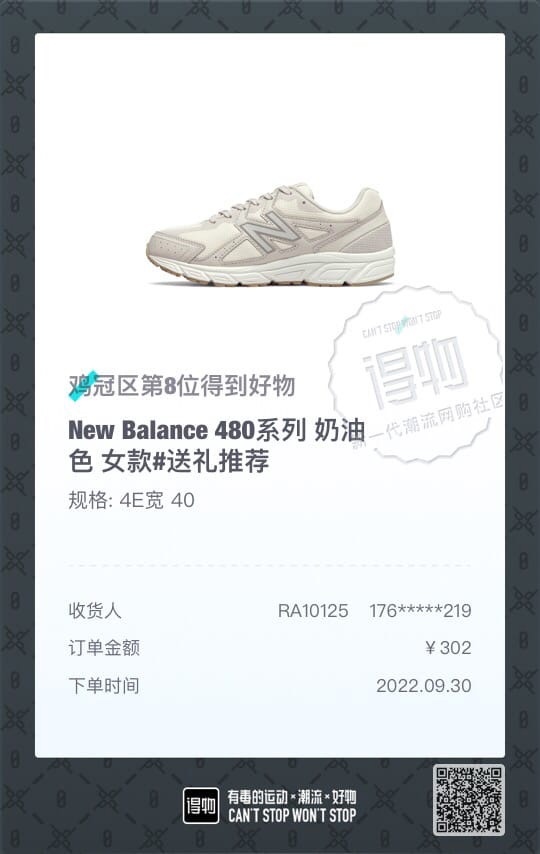 CAN'T STOP WON'T STOP
得物
新一代潮流网购社区
鸡冠区第8位得到好物
New Balance 480系列 奶油
色 女款#送礼推荐
规格: 4E宽 40
收货人 RA10125 176*****219
订单金额 ¥302
下单时间 2022.09.30
得物 有毒的运动×潮流×好物
CAN'T STOP WON'T STOP